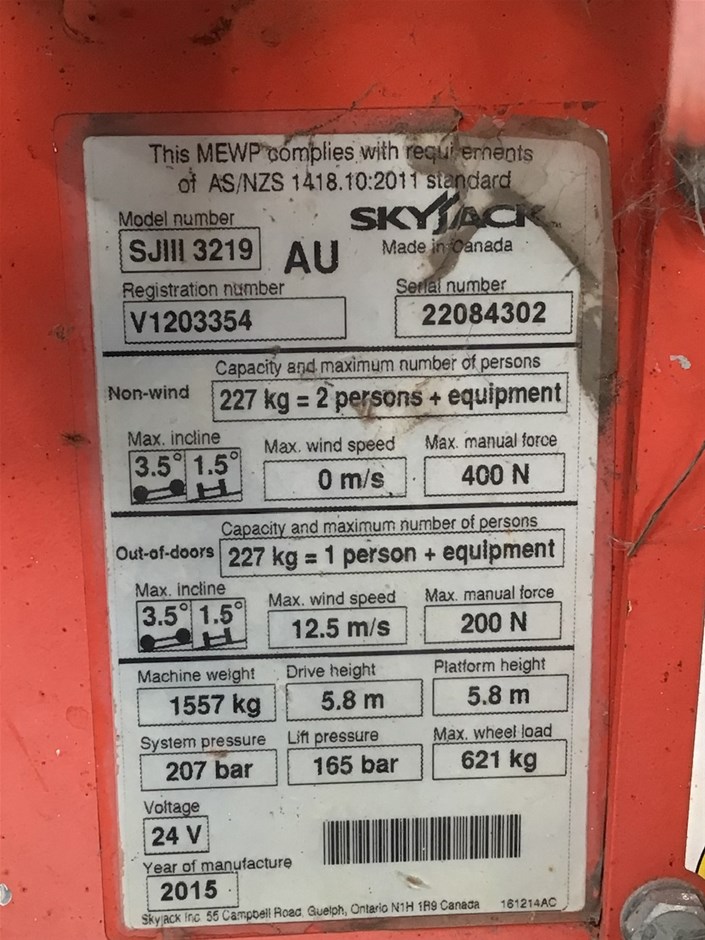 This MEWP complies with requirements
of AS/NZS 1418.10:2011 standard
Model number
SKYJACK
SJIII 3219 AU
Made in Canada
Registration number Serial number
V1203354 22084302
Capacity and maximum number of persons
Non-wind 227 kg = 2 persons + equipment
Max. incline Max. wind speed Max. manual force
3.5° 1.5° 0 m/s 400 N
Capacity and maximum number of persons
Out-of-doors 227 kg = 1 person + equipment
Max. incline Max. wind speed Max. manual force
3.5° 1.5° 12.5 m/s 200 N
Machine weight Drive height Platform height
1557 kg 5.8 m 5.8 m
System pressure Lift pressure Max. wheel load
207 bar 165 bar 621 kg
Voltage
24 V
Year of manufacture
2015
Skyjack Inc. 55 Campbell Road, Guelph, Ontario N1H 1R9 Canada 161214AC